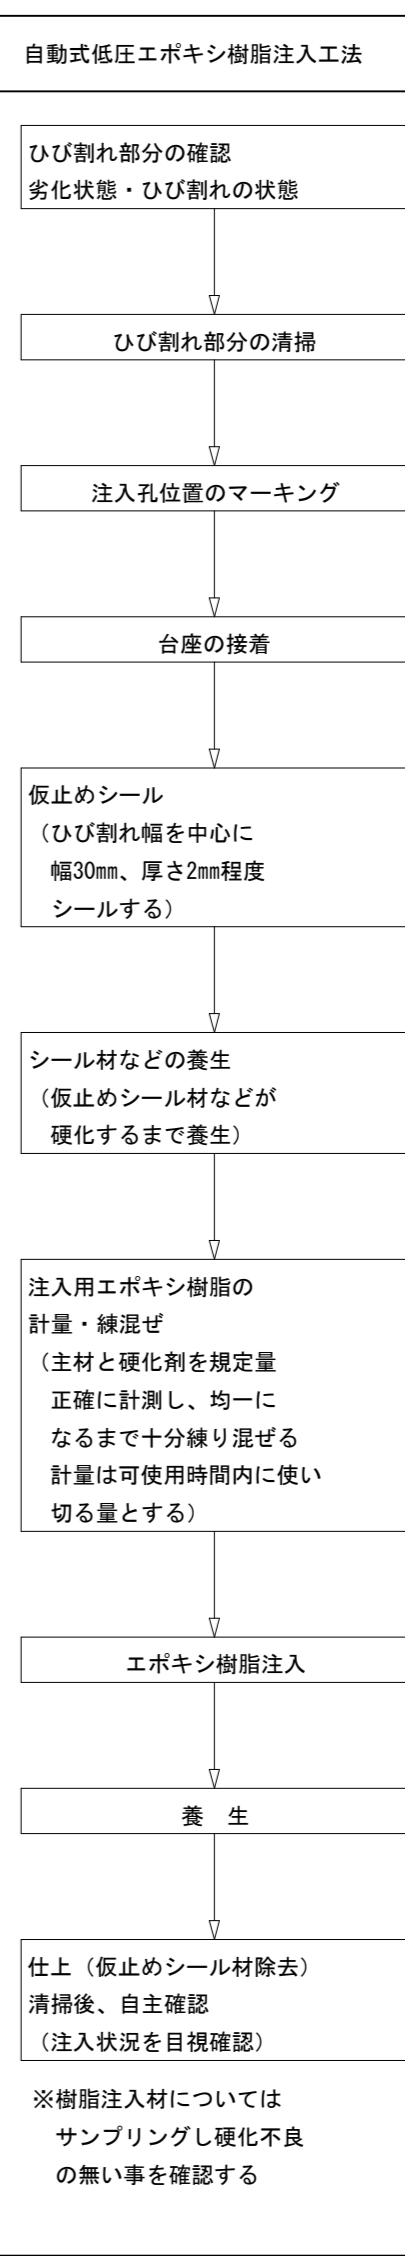 自動式低圧エポキシ樹脂注入工法
ひび割れ部分の確認
劣化状態・ひび割れの状態
ひび割れ部分の清掃
注入孔位置のマーキング
台座の接着
仮止めシール
（ひび割れ幅を中心に
幅30㎜、厚さ2㎜程度
シールする）
シール材などの養生
（仮止めシール材などが
硬化するまで養生）
注入用エポキシ樹脂の
計量・練混ぜ
（主材と硬化剤を規定量
正確に計測し、均一に
なるまで十分練り混ぜる
計量は可使用時間内に使い
切る量とする）
エポキシ樹脂注入
養　生
仕上（仮止めシール材除去）
清掃後、自主確認
（注入状況を目視確認）
※樹脂注入材については
サンプリングし硬化不良
の無い事を確認する